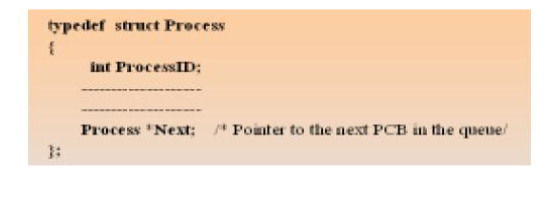 typedef struct Process
{
int ProcessID;
--------------------
--------------------
Process *Next; /* Pointer to the next PCB in the queue/
};